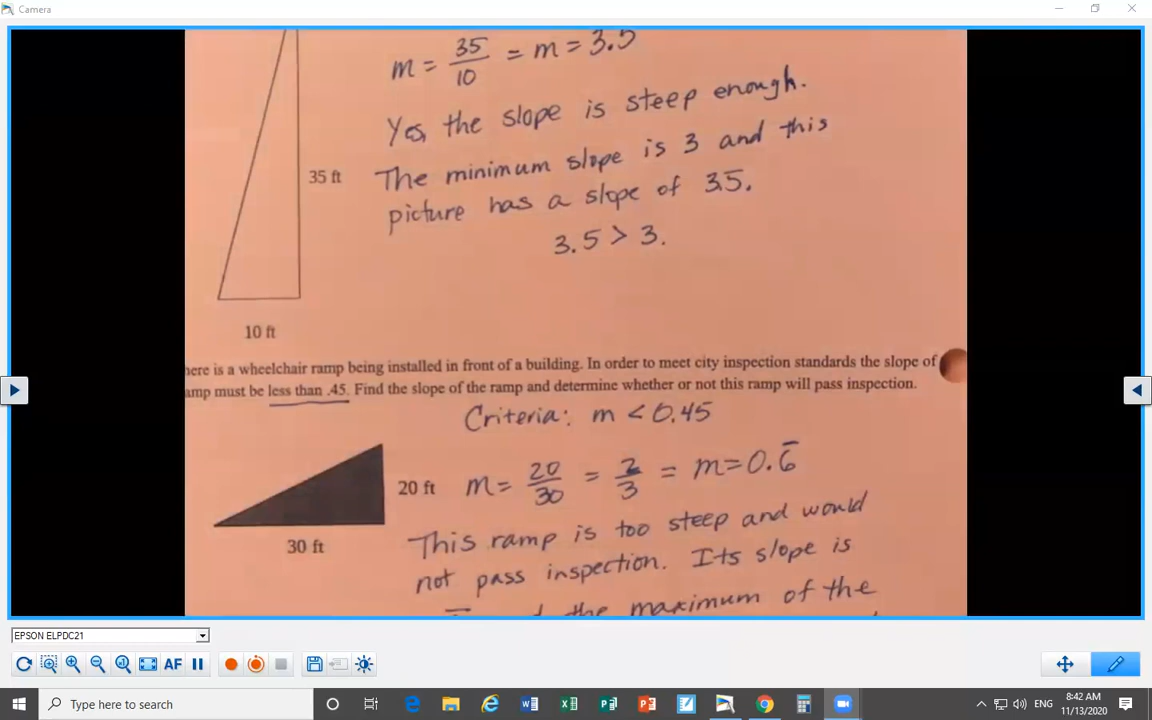 Camera
m = 35/10 = m = 3.5
Yes, the slope is steep enough.
The minimum slope is 3 and this
35 ft
picture has a slope of 3.5.
3.5 > 3.
10 ft
here is a wheelchair ramp being installed in front of a building. In order to meet city inspection standards the slope of
amp must be less than .45. Find the slope of the ramp and determine whether or not this ramp will pass inspection.
Criteria: m < 0.45
20 ft
m = 20/30 = 2/3 = m = 0.6̅
30 ft
This ramp is too steep and would
not pass inspection. Its slope is
the maximum of the
EPSON ELPDC21
AF
Type here to search
ENG
8:42 AM
11/13/2020